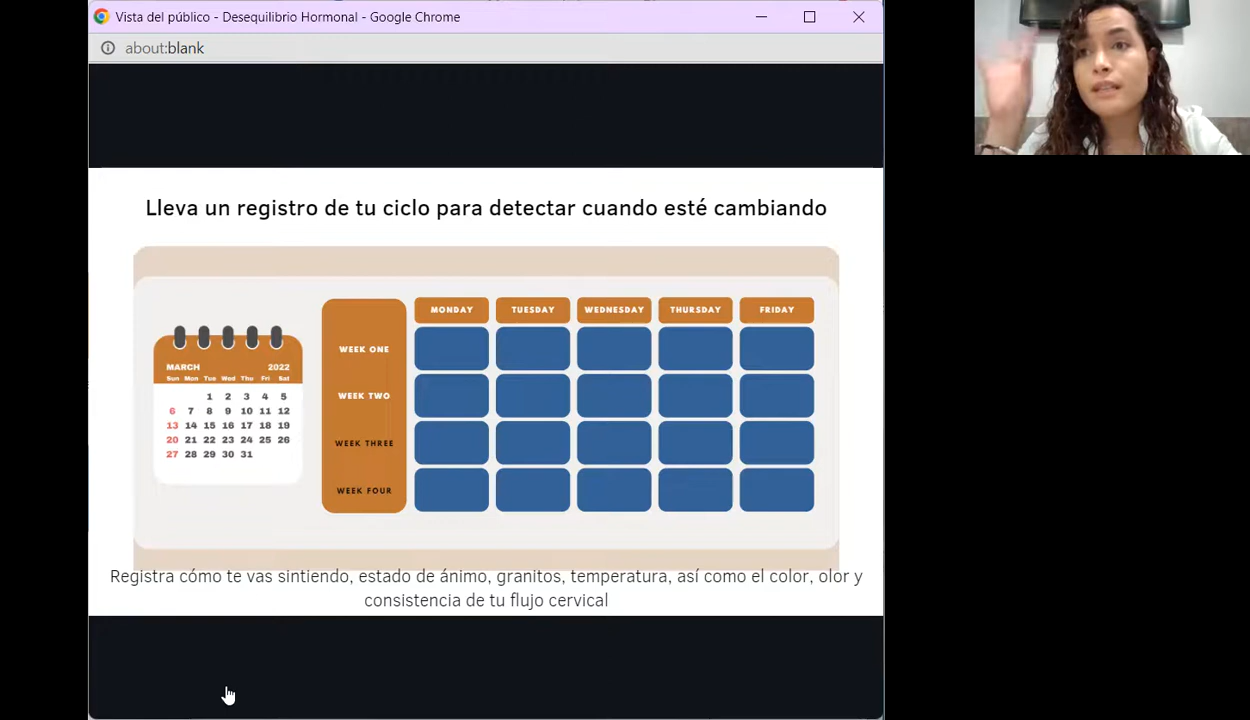 Vista del público - Desequilibrio Hormonal - Google Chrome
about:blank
Lleva un registro de tu ciclo para detectar cuando esté cambiando
MONDAY TUESDAY WEDNESDAY THURSDAY FRIDAY
WEEK ONE
WEEK TWO
WEEK THREE
WEEK FOUR
MARCH 2022
Sun Mon Tue Wed Thu Fri Sat
1 2 3 4 5
6 7 8 9 10 11 12
13 14 15 16 17 18 19
20 21 22 23 24 25 26
27 28 29 30 31
Registra cómo te vas sintiendo, estado de ánimo, granitos, temperatura, así como el color, olor y
consistencia de tu flujo cervical